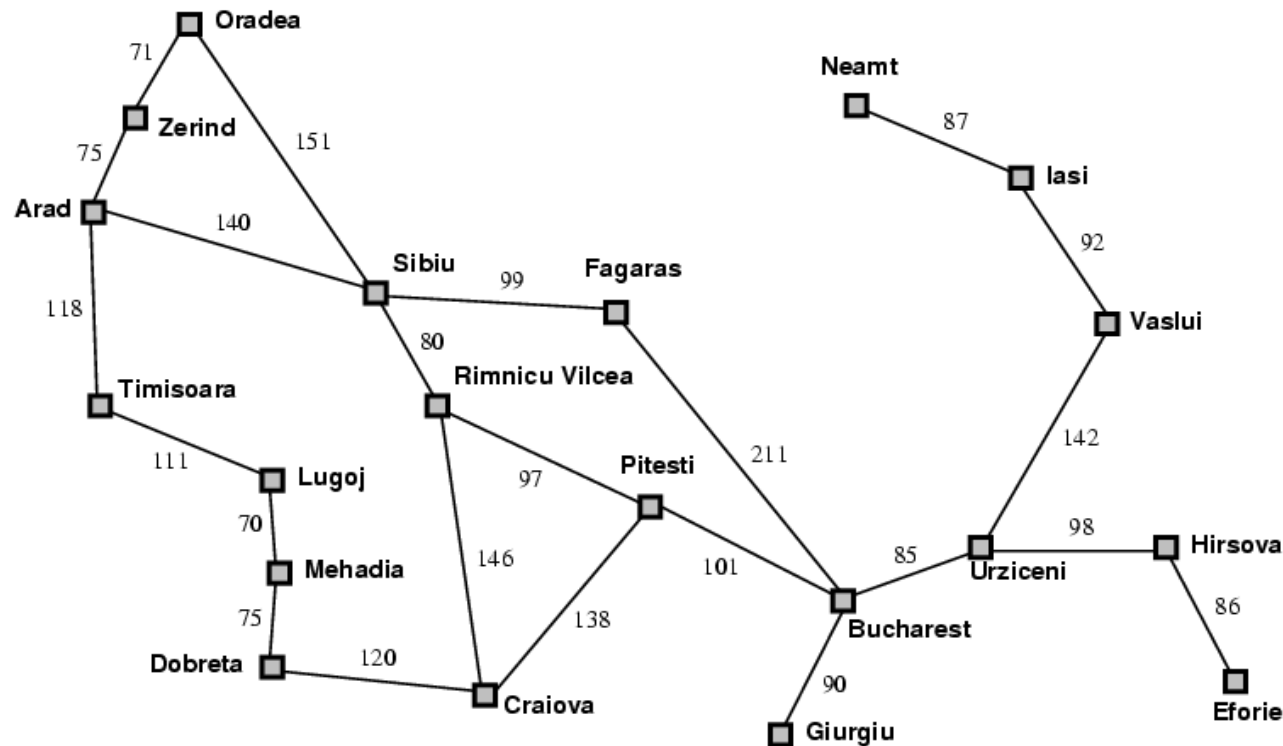 Oradea
71
Neamt
Zerind
87
75
151
Iasi
Arad
140
92
Sibiu
99
Fagaras
118
Vaslui
80
Timisoara
Rimnicu Vilcea
142
111
211
Lugoj
97
Pitesti
70
98
Hirsova
Mehadia
146
101
85
Urziceni
75
138
86
Bucharest
Dobreta
120
90
Craiova
Giurgiu
Eforie